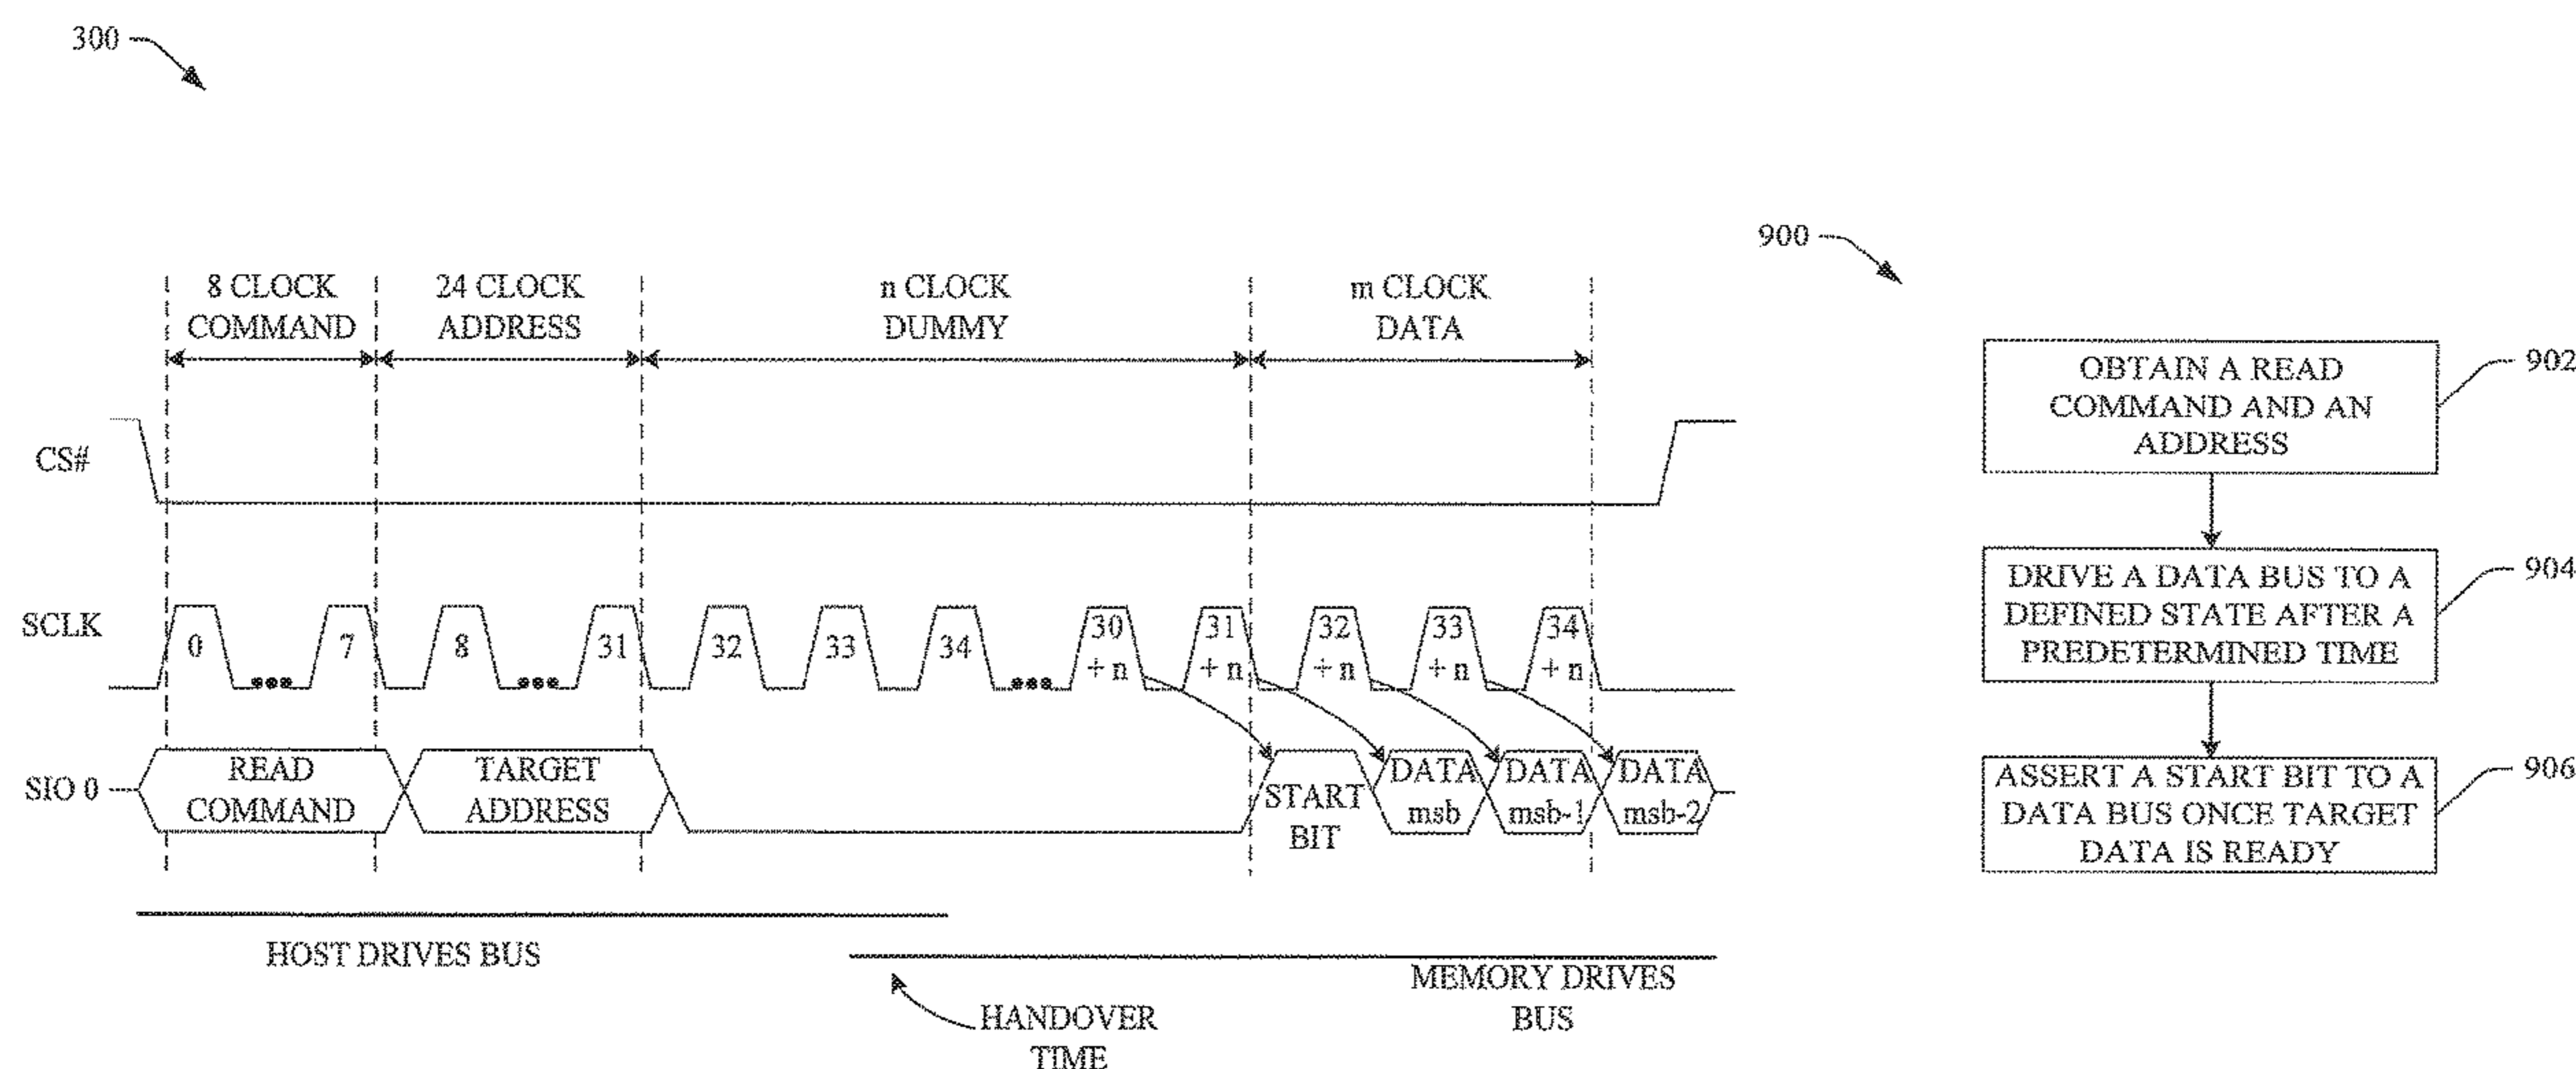 300
8 CLOCK
COMMAND
24 CLOCK
ADDRESS
n CLOCK
DUMMY
m CLOCK
DATA
CS#
SCLK
0
7
8
31
32
33
34
30
+ n
31
+ n
32
+ n
33
+ n
34
+ n
SIO 0
READ
COMMAND
TARGET
ADDRESS
START
BIT
DATA
msb
DATA
msb-1
DATA
msb-2
HOST DRIVES BUS
HANDOVER
TIME
MEMORY DRIVES
BUS
900
OBTAIN A READ
COMMAND AND AN
ADDRESS
902
DRIVE A DATA BUS TO A
DEFINED STATE AFTER A
PREDETERMINED TIME
904
ASSERT A START BIT TO A
DATA BUS ONCE TARGET
DATA IS READY
906